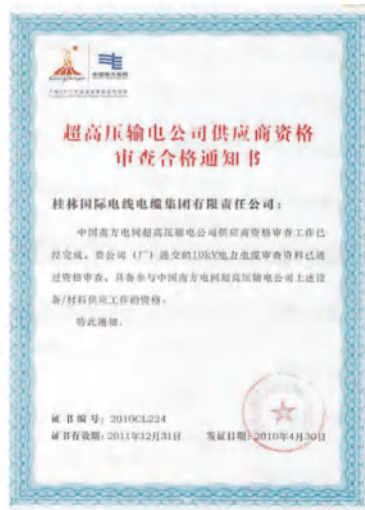 中国南方电网
超高压输电公司供应商资格
审查合格通知书
桂林国际电线电缆集团有限责任公司：
中国南方电网超高压输电公司供应商资格审查工作已
经完成，贵公司（厂）递交的10kV电力电缆审查资料已通
过资格审查，具备参与中国南方电网超高压输电公司上述设
备/材料供应工作的资格。
特此通知。
证书编号：2010CL224
证书有效期：2011年12月31日 发证日期：2010年4月30日